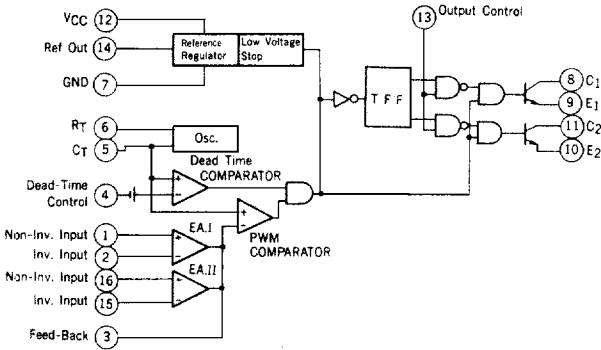 VCC 12
Ref Out 14
GND 7
Reference Regulator
Low Voltage Stop
13 Output Control
T F F
8 C1
9 E1
11 C2
10 E2
RT 6
CT 5
Osc.
Dead Time
COMPARATOR
Dead-Time
Control
4
+
−
+
−
PWM
COMPARATOR
Non-Inv. Input 1
Inv. Input 2
EA.I
+
−
Non-Inv. Input 16
Inv. Input 15
EA.II
+
−
Feed-Back 3